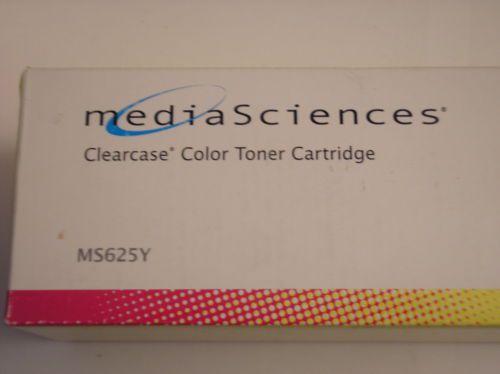 mediaSciences®
Clearcase® Color Toner Cartridge
MS625Y